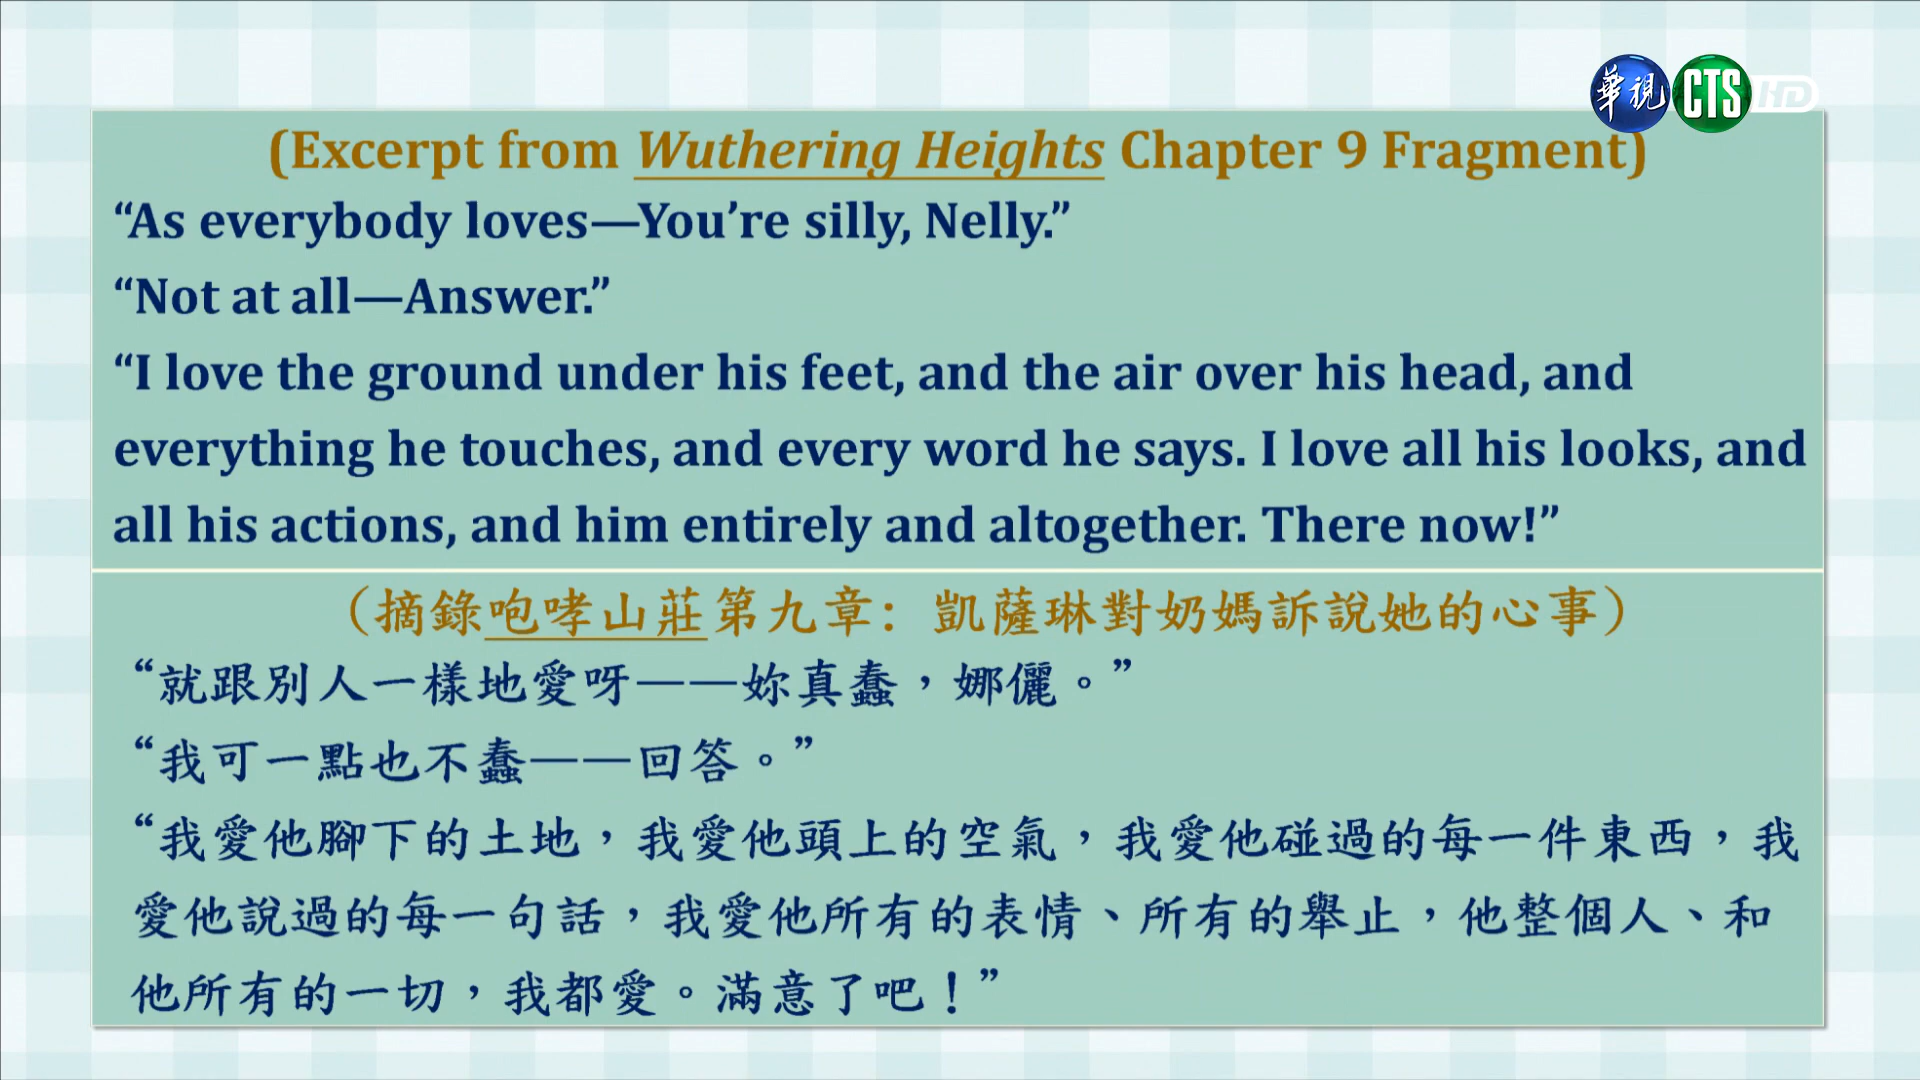 華視 CTS HD
(Excerpt from Wuthering Heights Chapter 9 Fragment)
“As everybody loves—You’re silly, Nelly.”
“Not at all—Answer.”
“I love the ground under his feet, and the air over his head, and
everything he touches, and every word he says. I love all his looks, and
all his actions, and him entirely and altogether. There now!”
（摘錄咆哮山莊第九章：凱薩琳對奶媽訴說她的心事）
“就跟別人一樣地愛呀——妳真蠢，娜儷。”
“我可一點也不蠢——回答。”
“我愛他腳下的土地，我愛他頭上的空氣，我愛他碰過的每一件東西，我
愛他說過的每一句話，我愛他所有的表情、所有的舉止，他整個人、和
他所有的一切，我都愛。滿意了吧！”